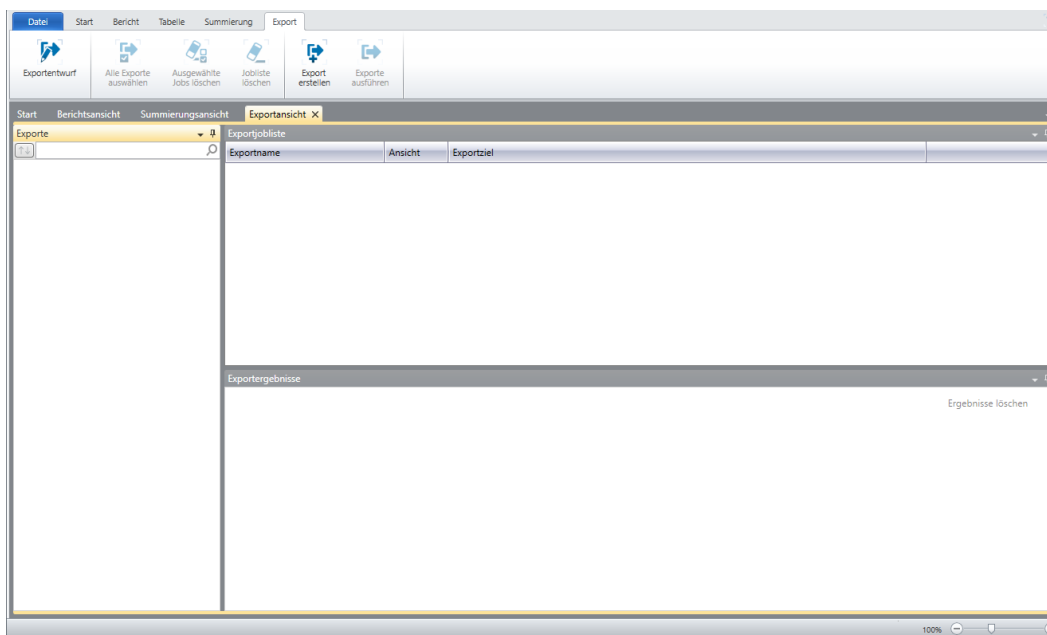 Datei Start Bericht Tabelle Summierung Export
Exportentwurf Alle Exporte auswählen Ausgewählte Jobs löschen Jobliste löschen Export erstellen Exporte ausführen
Start Berichtsansicht Summierungsansicht Exportansicht
Exporte Exportjobliste
Exportname Ansicht Exportziel
Exportergebnisse
Ergebnisse löschen
100%